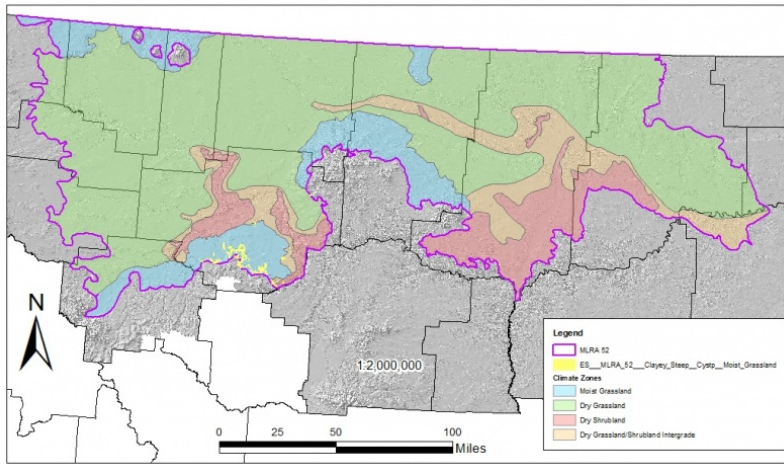 N
1:2,000,000
0 25 50 100
Miles
Legend
MLRA 52
ES___MLRA_52___Clayey_Steep__Cystp__Moist_Grassland
Climate Zones
Moist Grassland
Dry Grassland
Dry Shrubland
Dry Grassland/Shrubland Intergrade